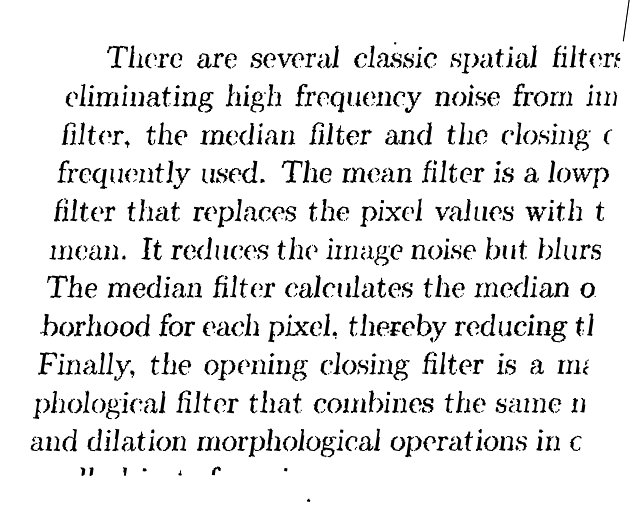 There are several classic spatial filters
eliminating high frequency noise from im
filter, the median filter and the closing
frequently used. The mean filter is a lowp
filter that replaces the pixel values with t
mean. It reduces the image noise but blurs
The median filter calculates the median o
borhood for each pixel, thereby reducing tl
Finally, the opening closing filter is a ma
phological filter that combines the same n
and dilation morphological operations in